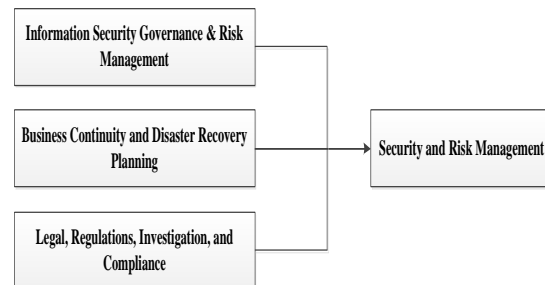 Information Security Governance & Risk
Management
Business Continuity and Disaster Recovery
Planning
Security and Risk Management
Legal, Regulations, Investigation, and
Compliance